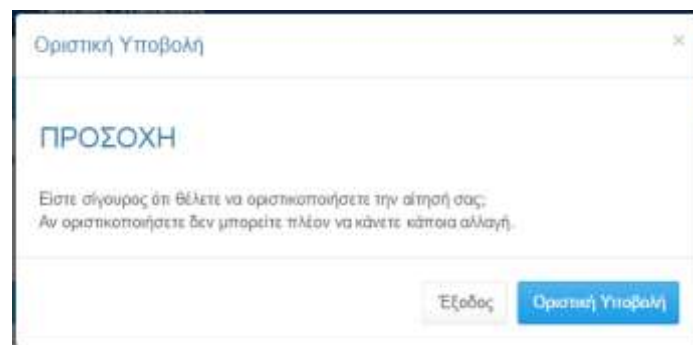 Οριστική Υποβολή
×
ΠΡΟΣΟΧΗ
Είστε σίγουρος ότι θέλετε να οριστικοποιήσετε την αίτησή σας;
Αν οριστικοποιήσετε δεν μπορείτε πλέον να κάνετε κάποια αλλαγή.
Έξοδος Οριστική Υποβολή